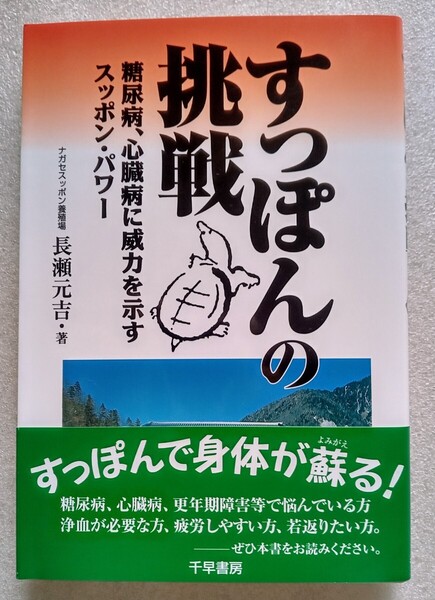 すっぽんの
挑戦
糖尿病、心臓病に威力を示す
スッポン・パワー
ナガセスッポン養殖場
長瀬元吉・著
よみがえ
すっぽんで身体が蘇る!
糖尿病、心臓病、更年期障害等で悩んでいる方
浄血が必要な方、疲労しやすい方、若返りたい方。
———ぜひ本書をお読みください。
千早書房